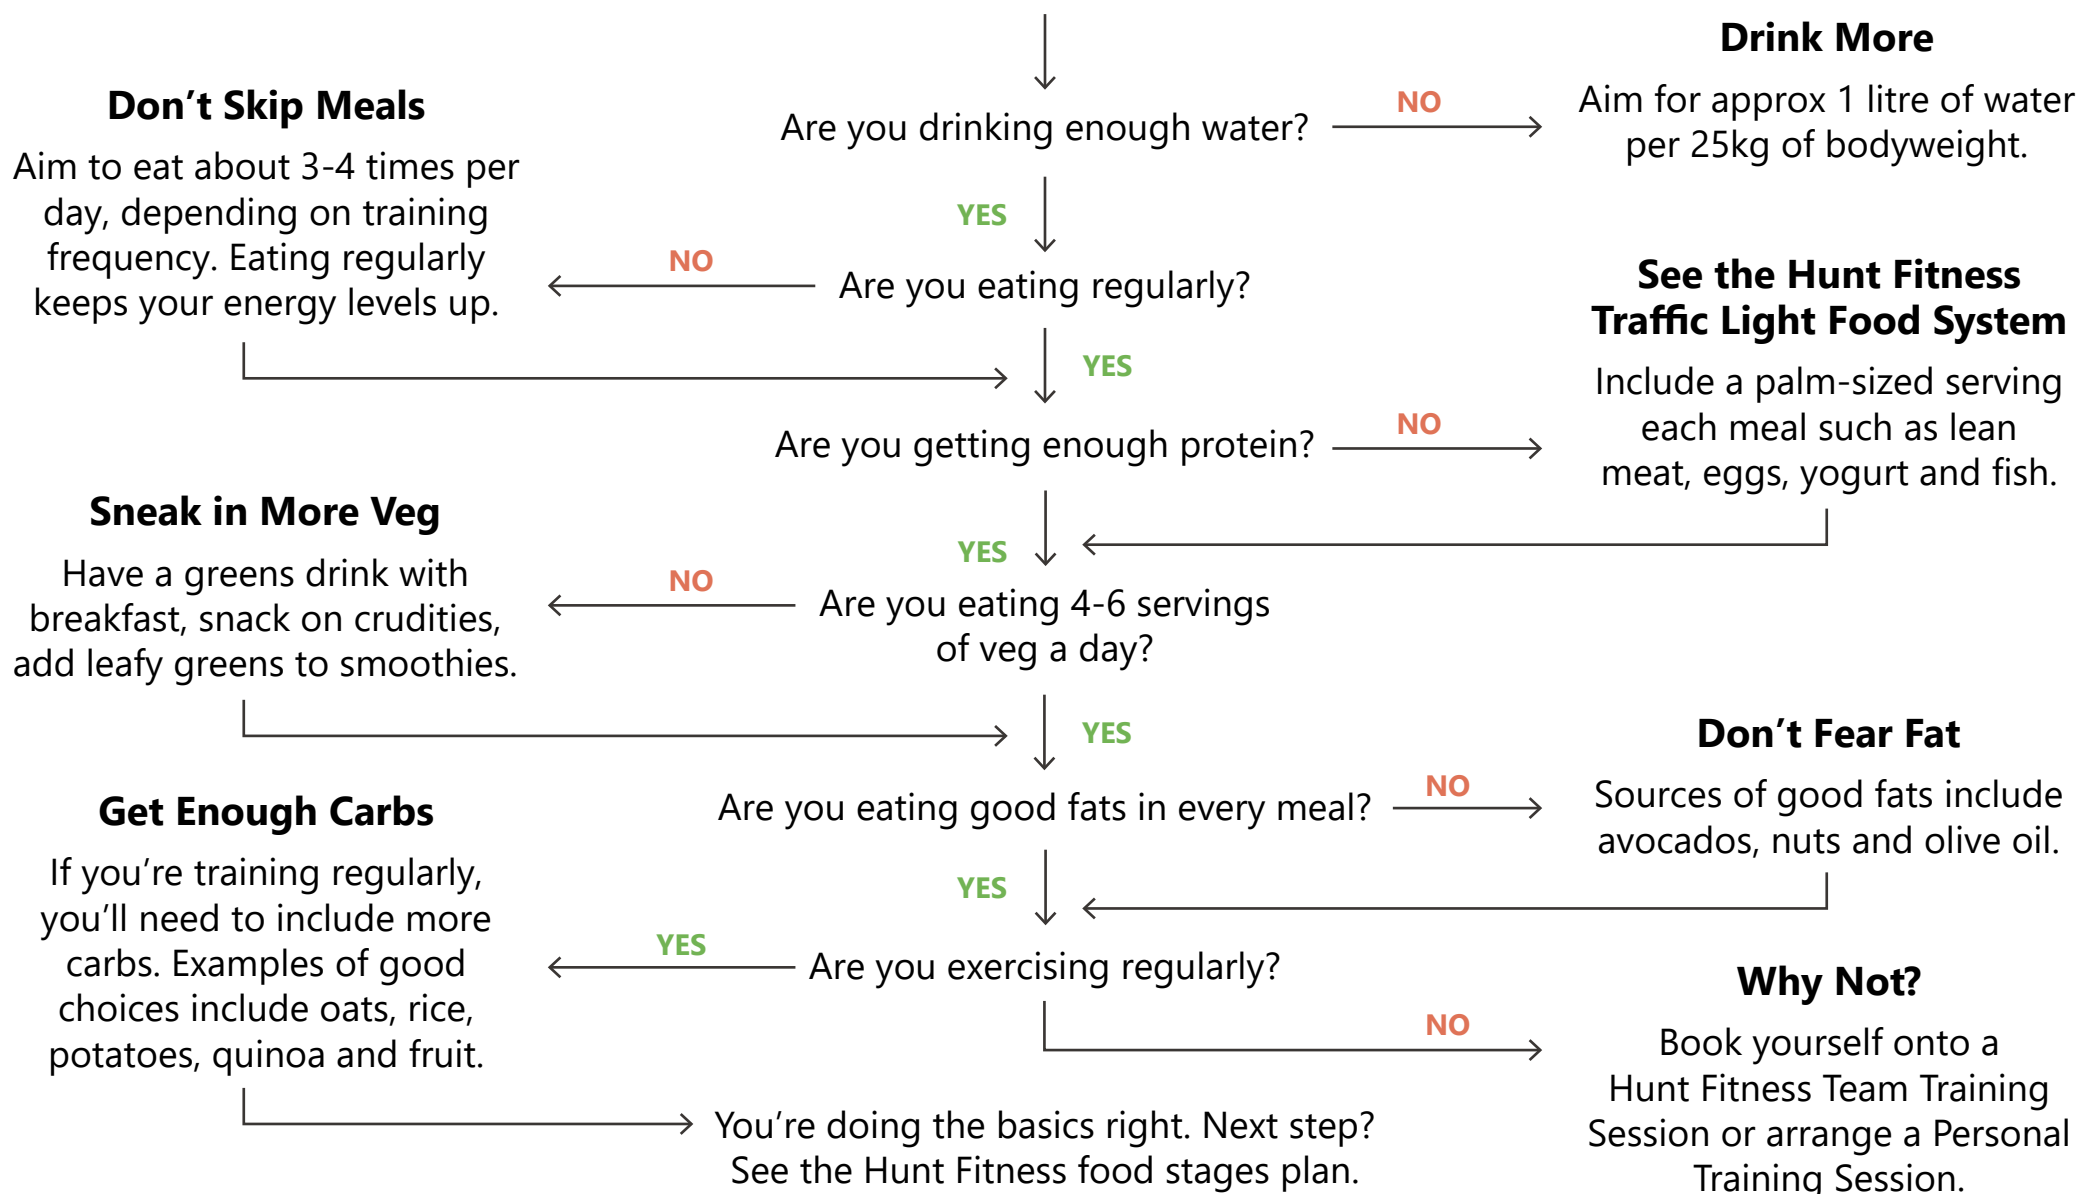 Drink More
Aim for approx 1 litre of water
per 25kg of bodyweight.
Don’t Skip Meals
Aim to eat about 3-4 times per
day, depending on training
frequency. Eating regularly
keeps your energy levels up.
Are you drinking enough water?
NO
YES
Are you eating regularly?
NO
YES
See the Hunt Fitness
Traffic Light Food System
Include a palm-sized serving
each meal such as lean
meat, eggs, yogurt and fish.
Are you getting enough protein?
NO
YES
Sneak in More Veg
Have a greens drink with
breakfast, snack on crudities,
add leafy greens to smoothies.
NO
Are you eating 4-6 servings
of veg a day?
YES
Don’t Fear Fat
Sources of good fats include
avocados, nuts and olive oil.
Are you eating good fats in every meal?
NO
YES
Get Enough Carbs
If you’re training regularly,
you’ll need to include more
carbs. Examples of good
choices include oats, rice,
potatoes, quinoa and fruit.
YES
Are you exercising regularly?
NO
Why Not?
Book yourself onto a
Hunt Fitness Team Training
Session or arrange a Personal
Training Session.
You’re doing the basics right. Next step?
See the Hunt Fitness food stages plan.